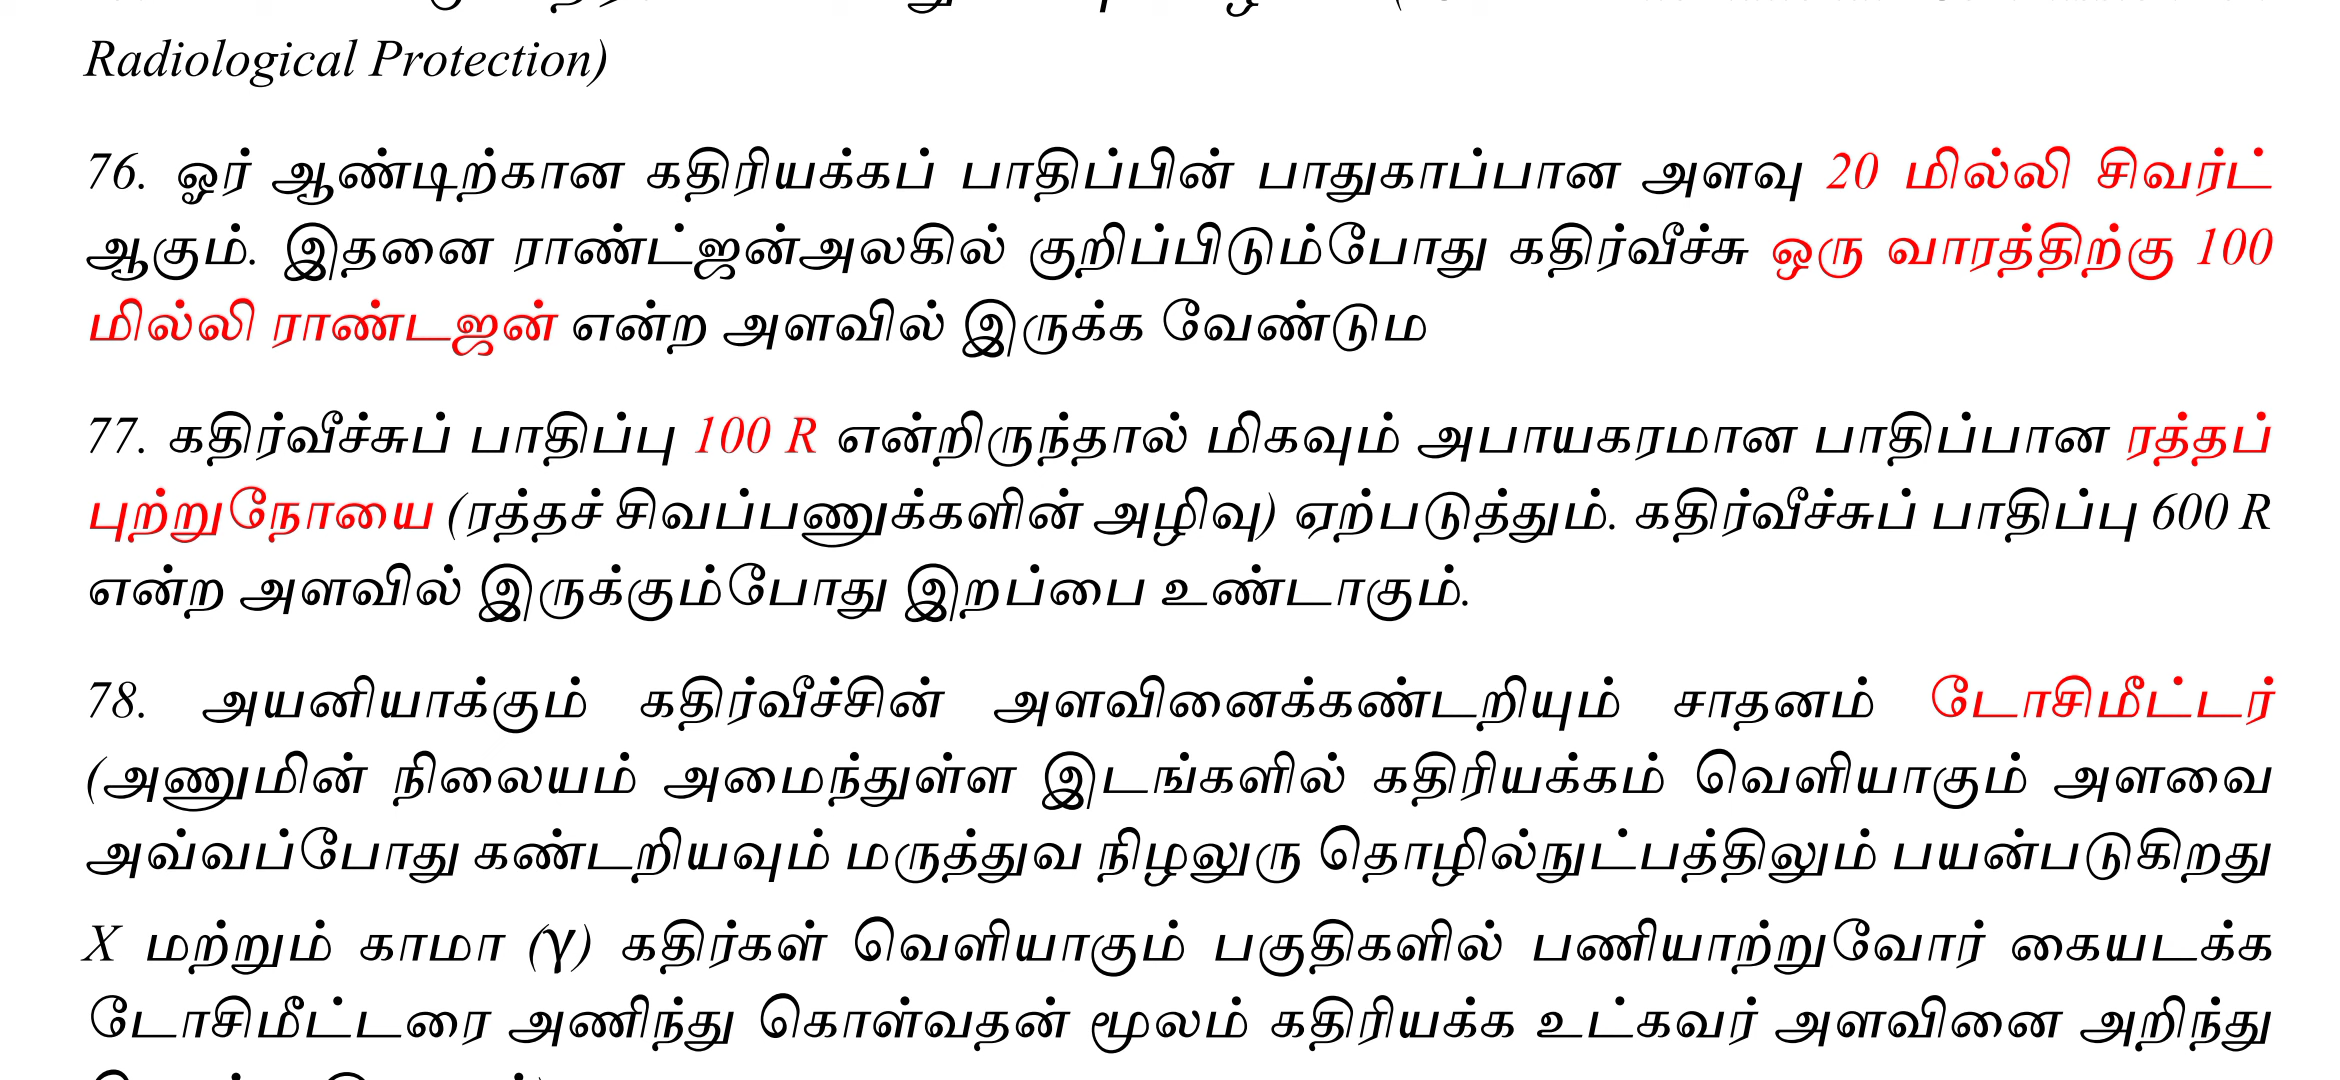 Radiological Protection)
76. ஓர் ஆண்டிற்கான கதிரியக்கப் பாதிப்பின் பாதுகாப்பான அளவு 20 மில்லி சிவர்ட்
ஆகும். இதனை ராண்ட்ஜன்அலகில் குறிப்பிடும்போது கதிர்வீச்சு ஒரு வாரத்திற்கு 100
மில்லி ராண்டஜன் என்ற அளவில் இருக்க வேண்டும
77. கதிர்வீச்சுப் பாதிப்பு 100 R என்றிருந்தால் மிகவும் அபாயகரமான பாதிப்பான ரத்தப்
புற்றுநோயை (ரத்தச் சிவப்பணுக்களின் அழிவு) ஏற்படுத்தும். கதிர்வீச்சுப் பாதிப்பு 600 R
என்ற அளவில் இருக்கும்போது இறப்பை உண்டாகும்.
78. அயனியாக்கும் கதிர்வீச்சின் அளவினைக்கண்டறியும் சாதனம் டோசிமீட்டர்
(அணுமின் நிலையம் அமைந்துள்ள இடங்களில் கதிரியக்கம் வெளியாகும் அளவை
அவ்வப்போது கண்டறியவும் மருத்துவ நிழலுரு தொழில்நுட்பத்திலும் பயன்படுகிறது
X மற்றும் காமா (γ) கதிர்கள் வெளியாகும் பகுதிகளில் பணியாற்றுவோர் கையடக்க
டோசிமீட்டரை அணிந்து கொள்வதன் மூலம் கதிரியக்க உட்கவர் அளவினை அறிந்து